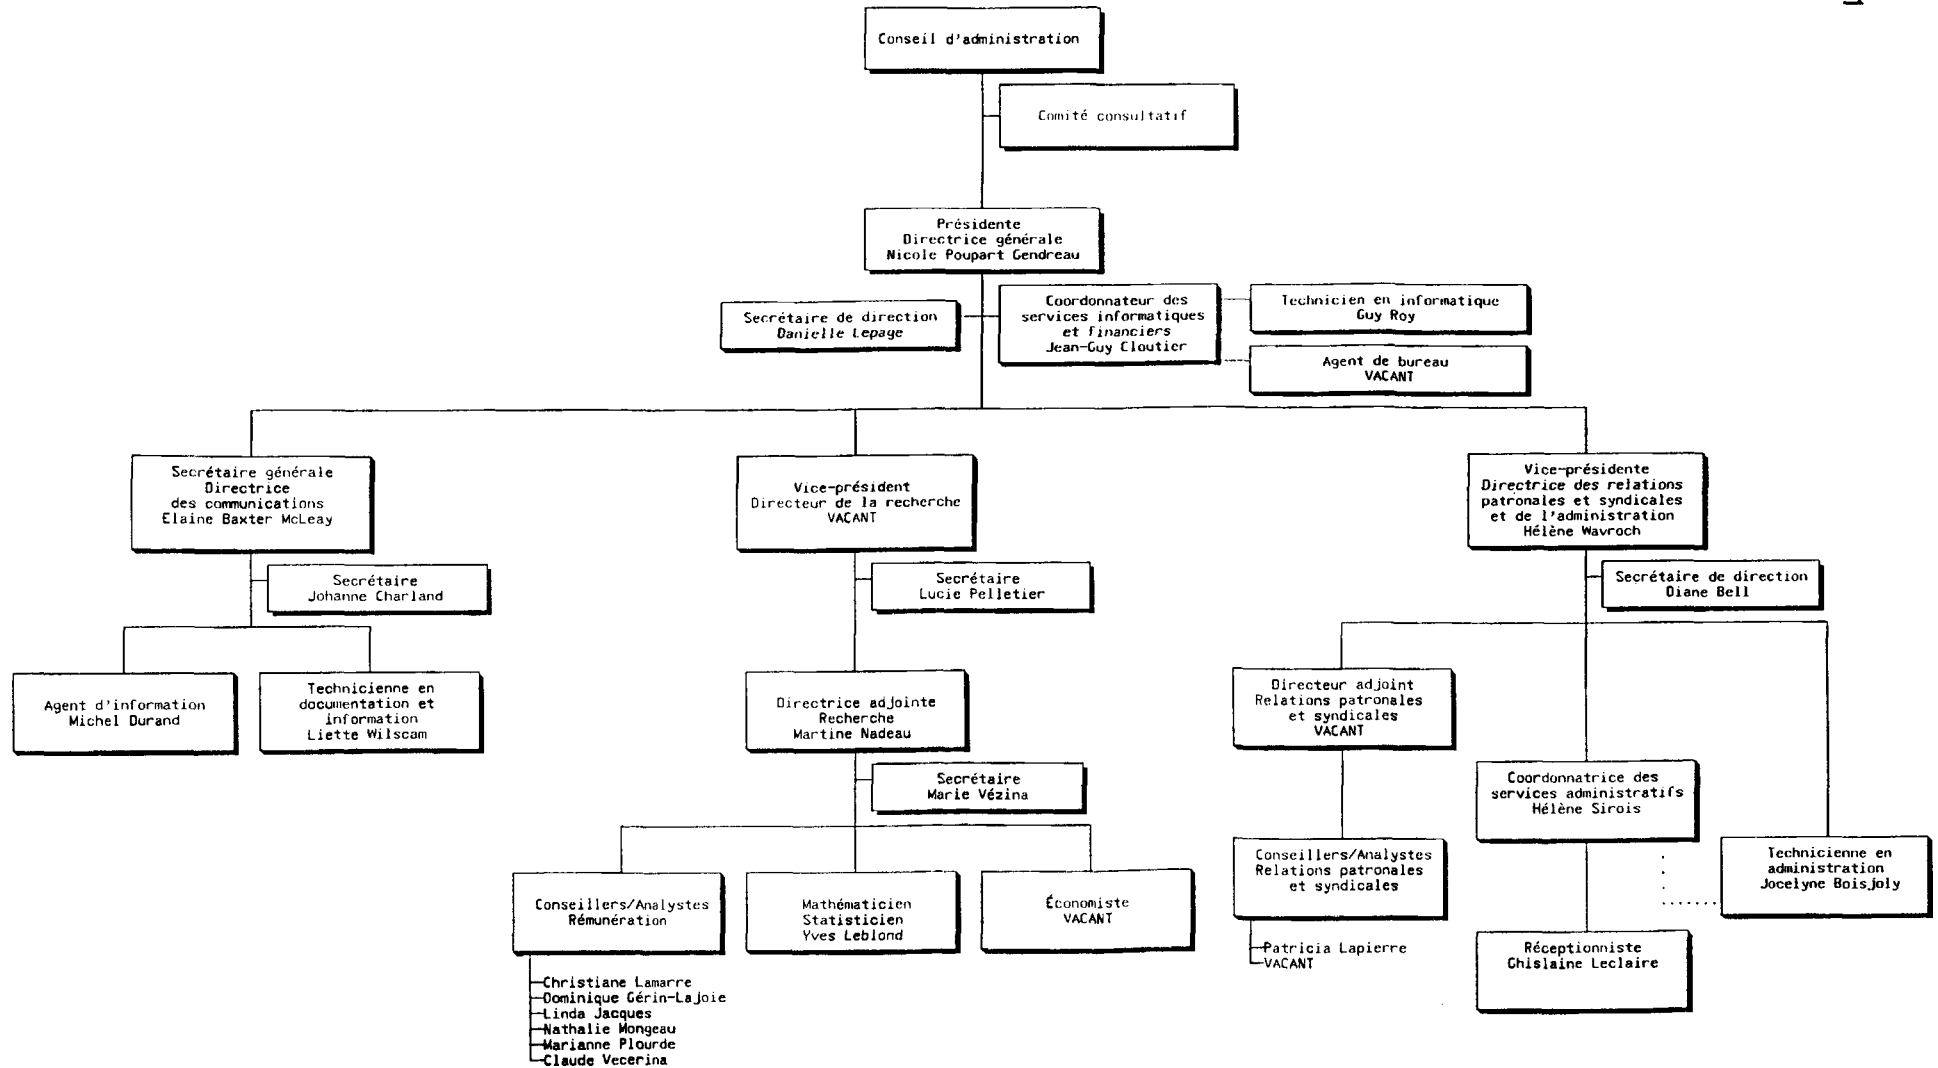 Conseil d'administration
Comité consultatif
Présidente
Directrice générale
Nicole Poupart Gendreau
Secrétaire de direction
Danielle Lepage
Coordonnateur des
services informatiques
et financiers
Jean-Guy Cloutier
Technicien en informatique
Guy Roy
Agent de bureau
VACANT
Secrétaire générale
Directrice
des communications
Elaine Baxter McLeay
Secrétaire
Johanne Charland
Agent d'information
Michel Durand
Technicienne en
documentation et
information
Liette Wilscam
Vice-président
Directeur de la recherche
VACANT
Secrétaire
Lucie Pelletier
Directrice adjointe
Recherche
Martine Nadeau
Secrétaire
Marie Vézina
Conseillers/Analystes
Rémunération
Christiane Lamarre
Dominique Gérin-Lajoie
Linda Jacques
Nathalie Mongeau
Marianne Plourde
Claude Vecerina
Mathématicien
Statisticien
Yves Leblond
Économiste
VACANT
Vice-présidente
Directrice des relations
patronales et syndicales
et de l'administration
Hélène Wavroch
Secrétaire de direction
Diane Bell
Directeur adjoint
Relations patronales
et syndicales
VACANT
Conseillers/Analystes
Relations patronales
et syndicales
Patricia Lapierre
VACANT
Coordonnatrice des
services administratifs
Hélène Sirois
Réceptionniste
Ghislaine Leclaire
Technicienne en
administration
Jocelyne Boisjoly